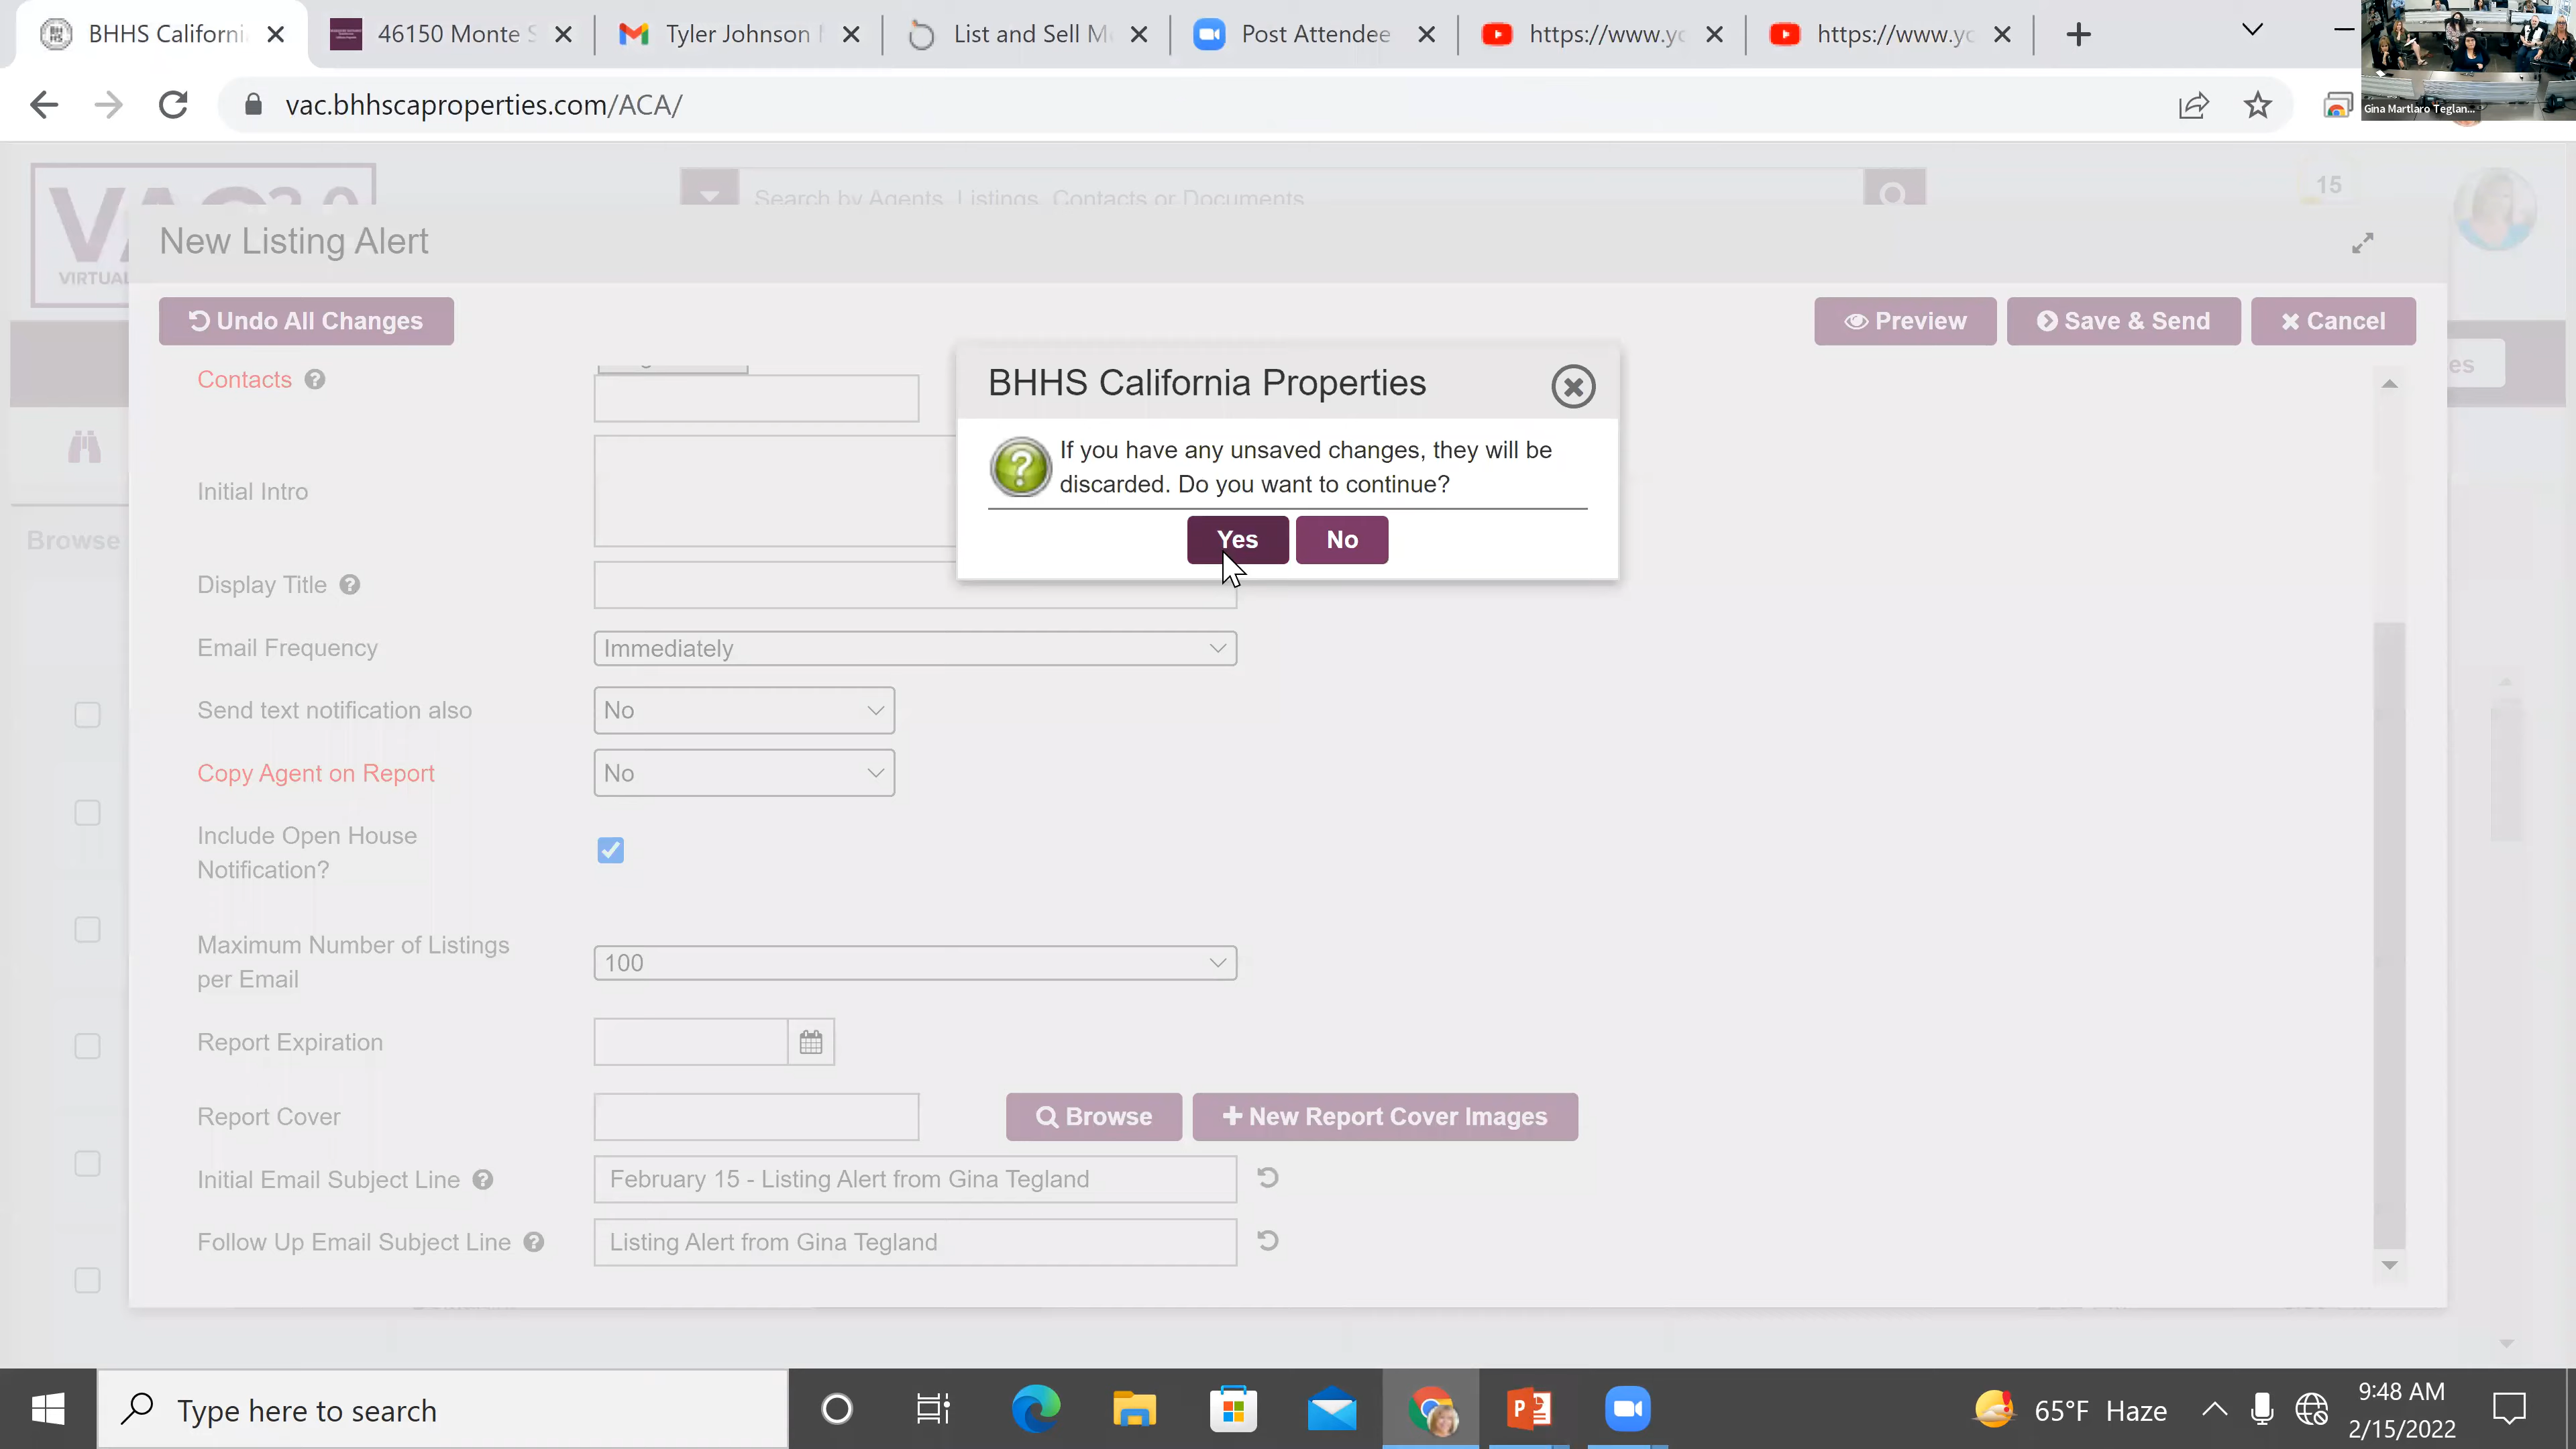 BHHS Californi
46150 Monte S
Tyler Johnson
List and Sell M
Post Attendee
https://www.yo
https://www.yo
vac.bhhscaproperties.com/ACA/
Gina Martlaro Teglan...
VIRTUAL
Search by Agents, Listings, Contacts or Documents
15
New Listing Alert
Undo All Changes
Preview
Save & Send
Cancel
es
Browse
BHHS California Properties
If you have any unsaved changes, they will be
discarded. Do you want to continue?
Yes
No
Contacts
Initial Intro
Display Title
Email Frequency
Immediately
Send text notification also
No
Copy Agent on Report
No
Include Open House
Notification?
Maximum Number of Listings
per Email
100
Report Expiration
Report Cover
Browse
New Report Cover Images
Initial Email Subject Line
February 15 - Listing Alert from Gina Tegland
Follow Up Email Subject Line
Listing Alert from Gina Tegland
Type here to search
65°F Haze
9:48 AM
2/15/2022